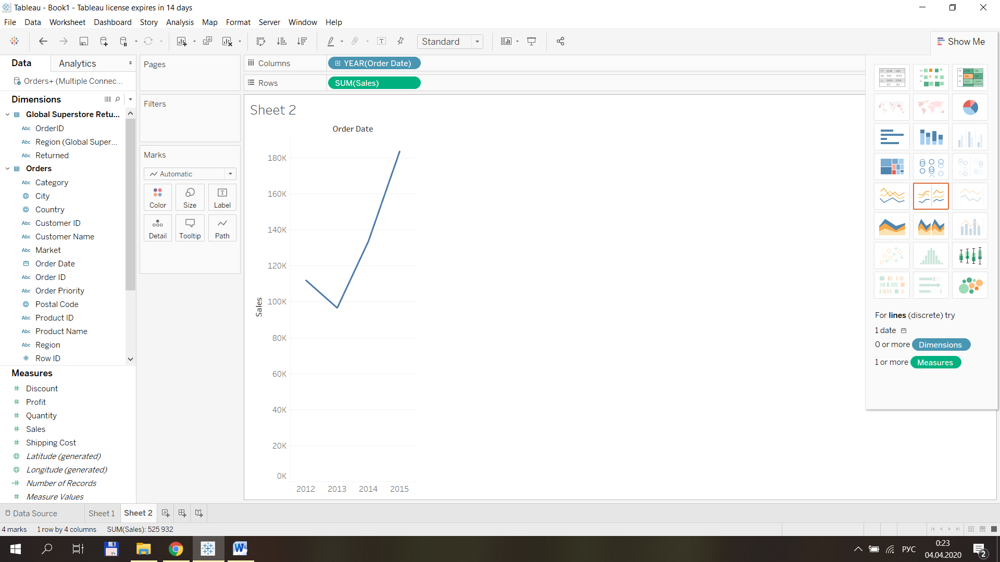 Tableau - Book1 - Tableau license expires in 14 days
File Data Worksheet Dashboard Story Analysis Map Format Server Window Help
Standard
Show Me
Data Analytics
Orders+ (Multiple Connec...
Dimensions
Global Superstore Retu...
Abc OrderID
Abc Region (Global Super...
Abc Returned
Orders
Abc Category
City
Country
Abc Customer ID
Abc Customer Name
Abc Market
Order Date
Abc Order ID
Abc Order Priority
Postal Code
Abc Product ID
Abc Product Name
Abc Region
# Row ID
Measures
# Discount
# Profit
# Quantity
# Sales
# Shipping Cost
Latitude (generated)
Longitude (generated)
=# Number of Records
# Measure Values
Pages
Filters
Marks
Automatic
Color Size Label
Detail Tooltip Path
Columns YEAR(Order Date)
Rows SUM(Sales)
Sheet 2
Order Date
Sales
180K
160K
140K
120K
100K
80K
60K
40K
20K
0K
2012 2013 2014 2015
For lines (discrete) try
1 date
0 or more Dimensions
1 or more Measures
Data Source Sheet 1 Sheet 2
4 marks 1 row by 4 columns SUM(Sales): 525 932
РУС
0:23
04.04.2020
2